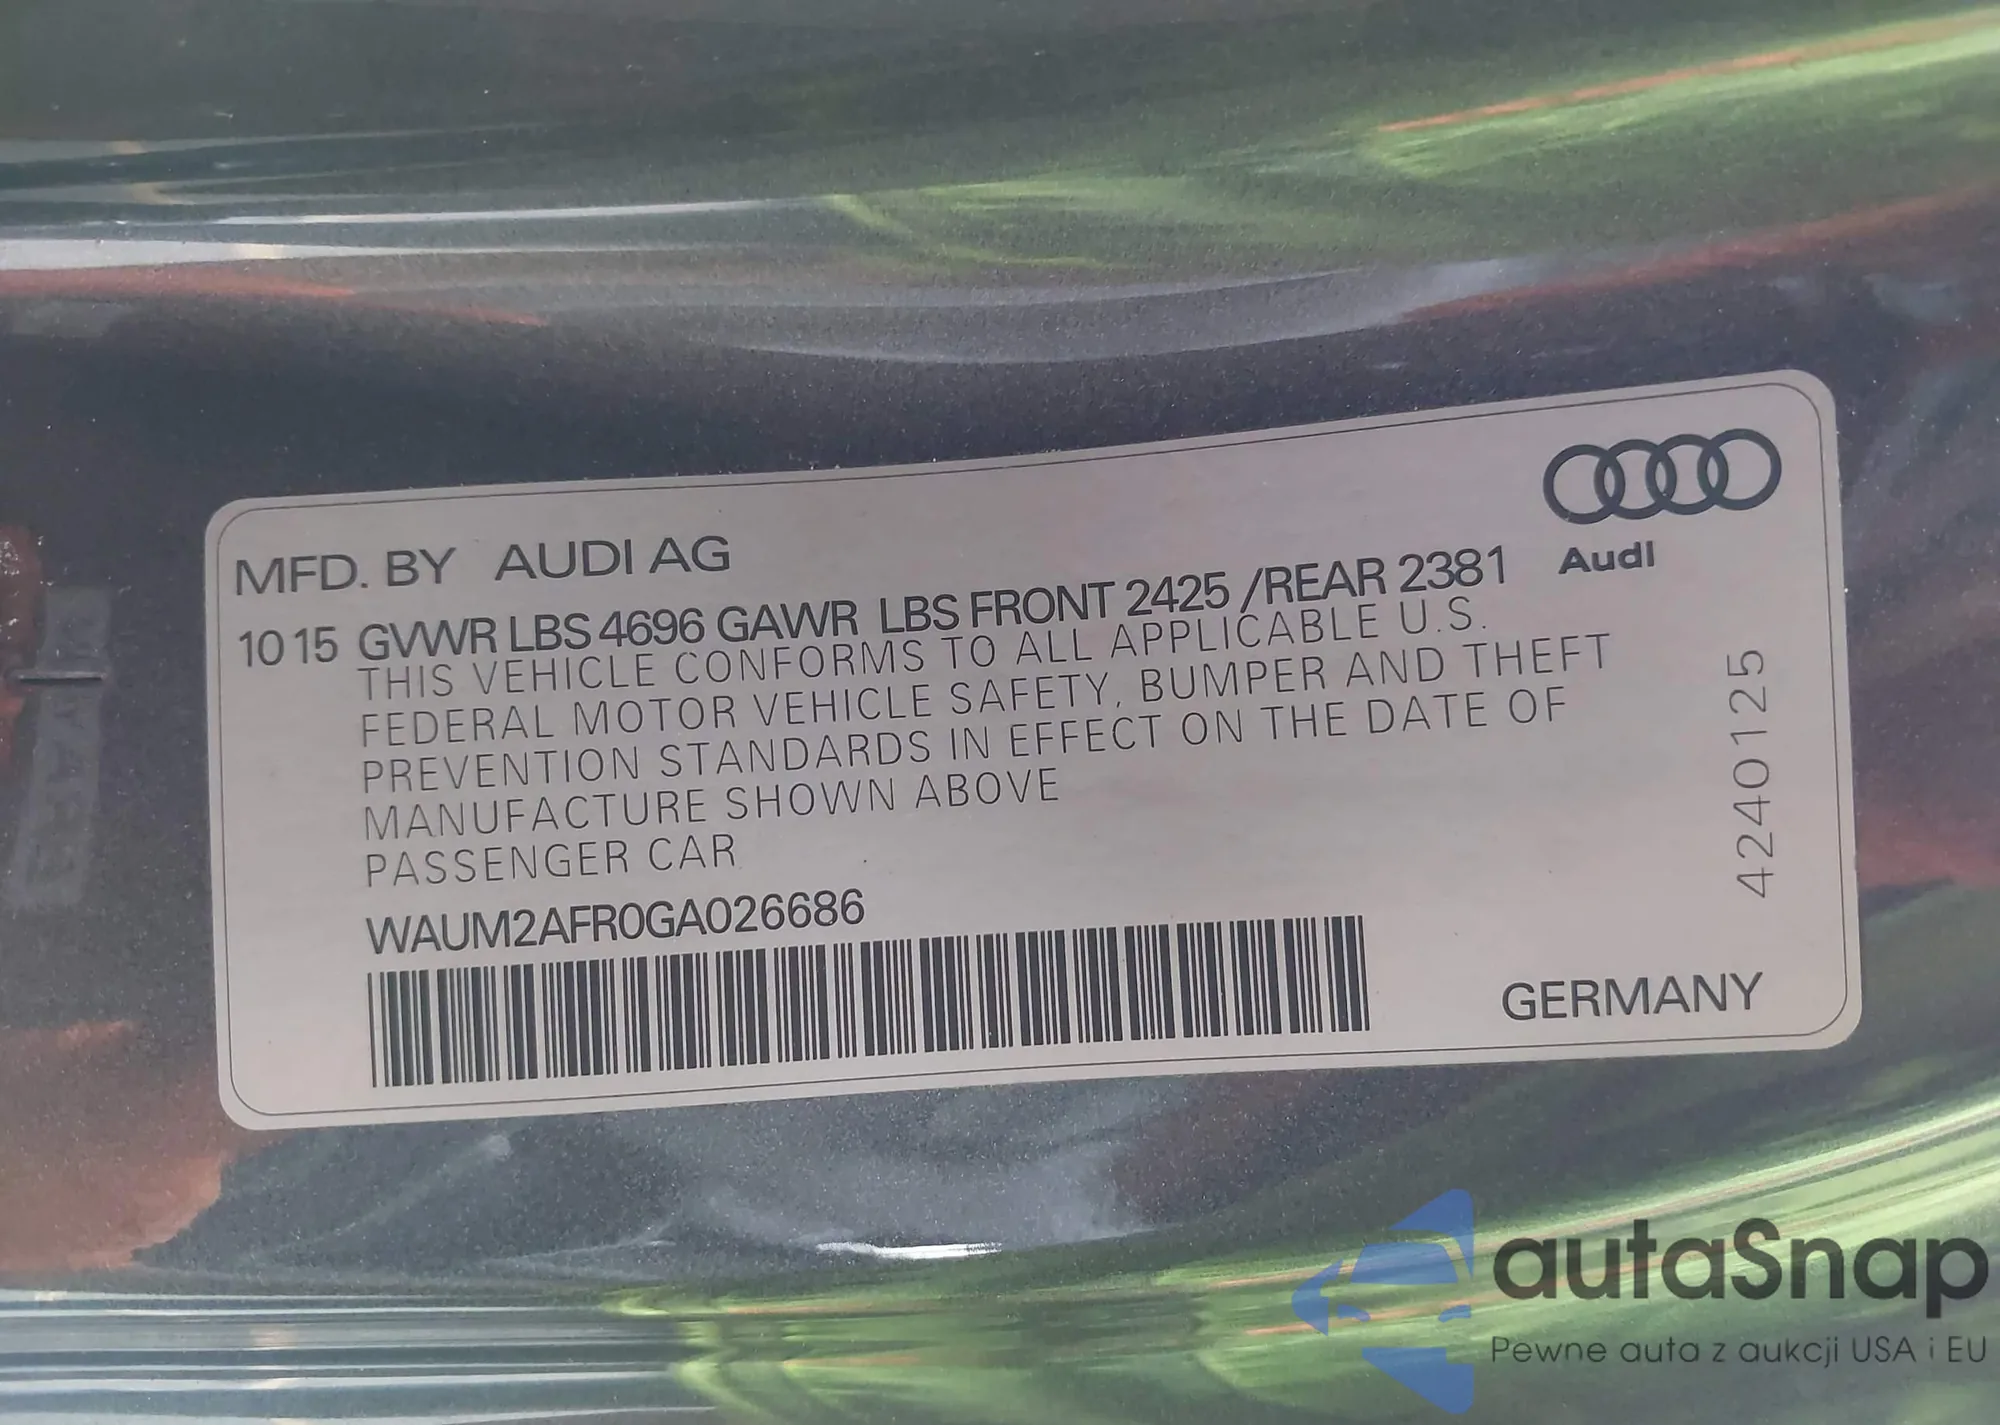 MFD. BY AUDI AG
Audi
10 15 GVWR LBS 4696 GAWR LBS FRONT 2425 /REAR 2381
THIS VEHICLE CONFORMS TO ALL APPLICABLE U.S.
FEDERAL MOTOR VEHICLE SAFETY, BUMPER AND THEFT
PREVENTION STANDARDS IN EFFECT ON THE DATE OF
MANUFACTURE SHOWN ABOVE
PASSENGER CAR
WAUM2AFR0GA026686
GERMANY
4240125
autaSnap
Pewne auta z aukcji USA i EU